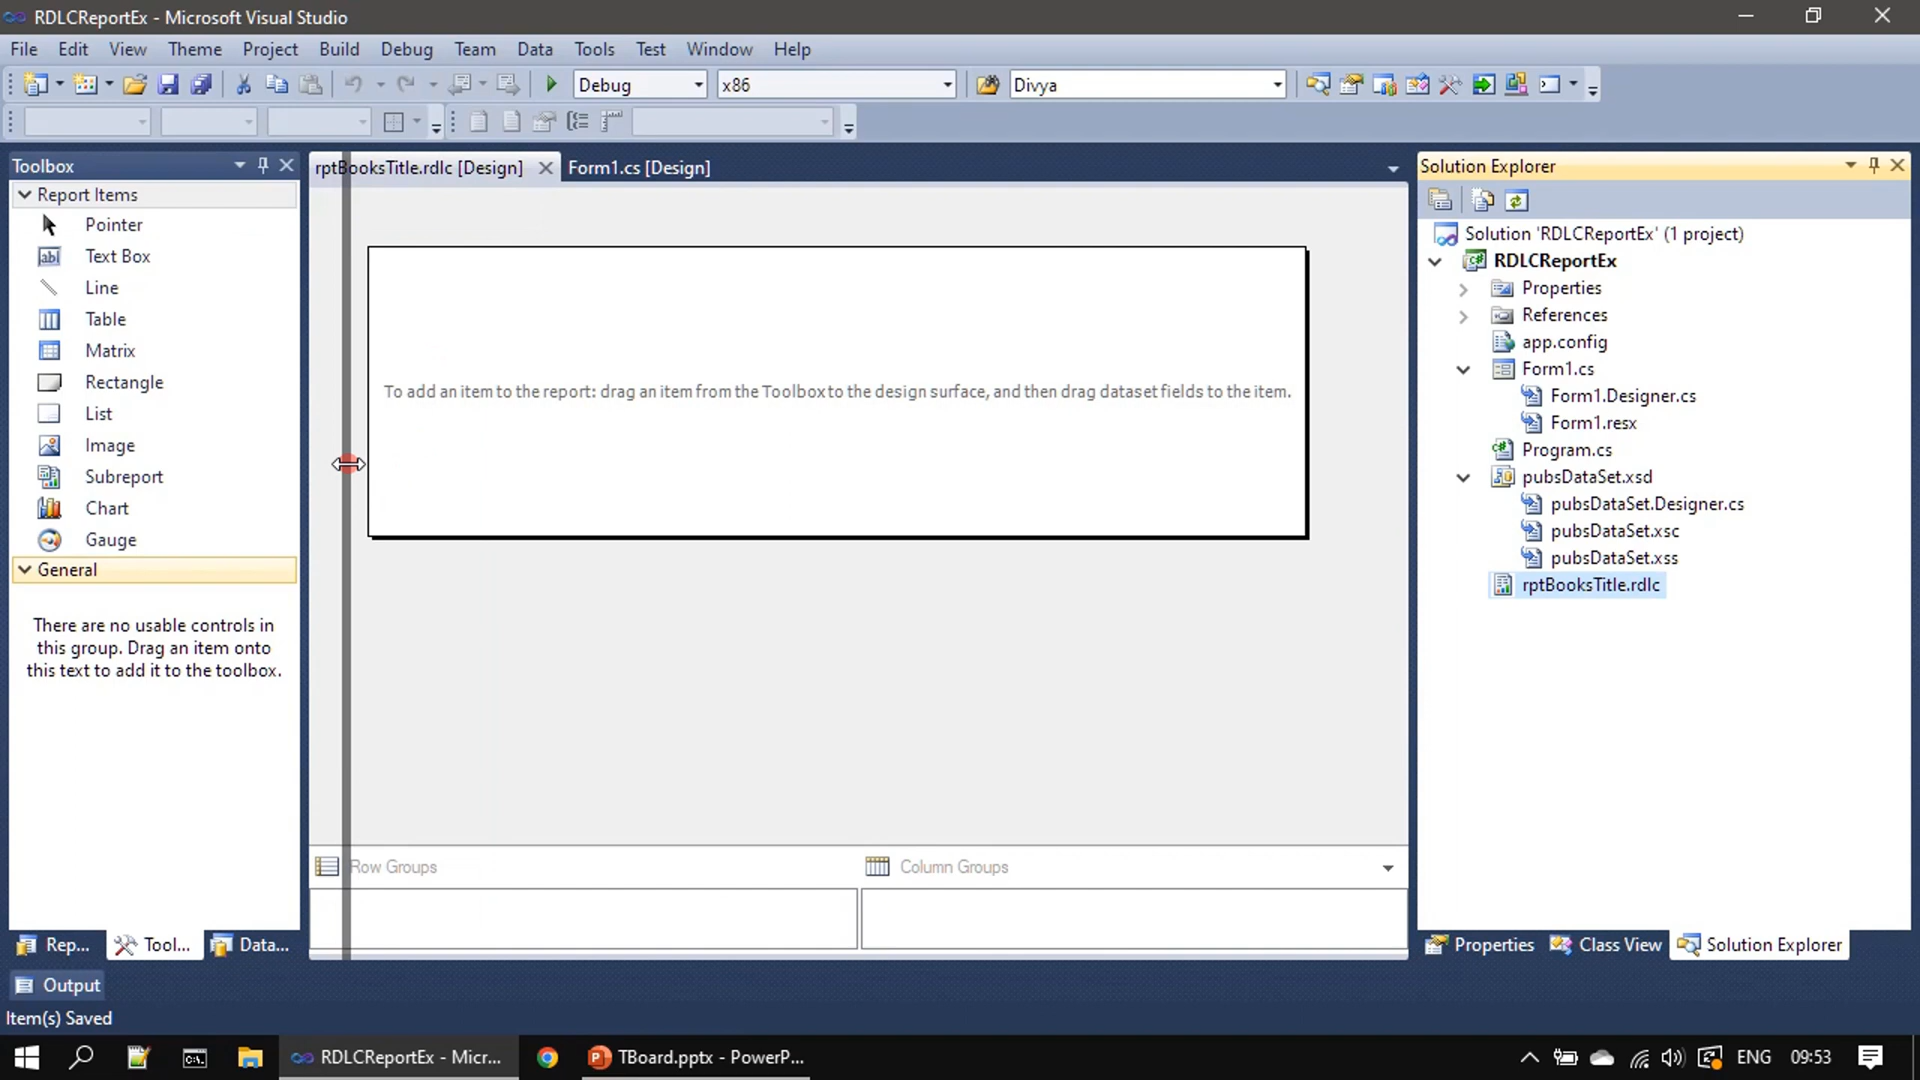 RDLCReportEx - Microsoft Visual Studio
File Edit View Theme Project Build Debug Team Data Tools Test Window Help
Debug x86 Divya
Toolbox
Report Items
Pointer
Text Box
Line
Table
Matrix
Rectangle
List
Image
Subreport
Chart
Gauge
General
There are no usable controls in
this group. Drag an item onto
this text to add it to the toolbox.
Rep... Tool... Data...
rptBooksTitle.rdlc [Design] Form1.cs [Design]
To add an item to the report: drag an item from the Toolbox to the design surface, and then drag dataset fields to the item.
Row Groups Column Groups
Solution Explorer
Solution 'RDLCReportEx' (1 project)
RDLCReportEx
Properties
References
app.config
Form1.cs
Form1.Designer.cs
Form1.resx
Program.cs
pubsDataSet.xsd
pubsDataSet.Designer.cs
pubsDataSet.xsc
pubsDataSet.xss
rptBooksTitle.rdlc
Properties Class View Solution Explorer
Output
Item(s) Saved
RDLCReportEx - Micr... TBoard.pptx - PowerP... ENG 09:53